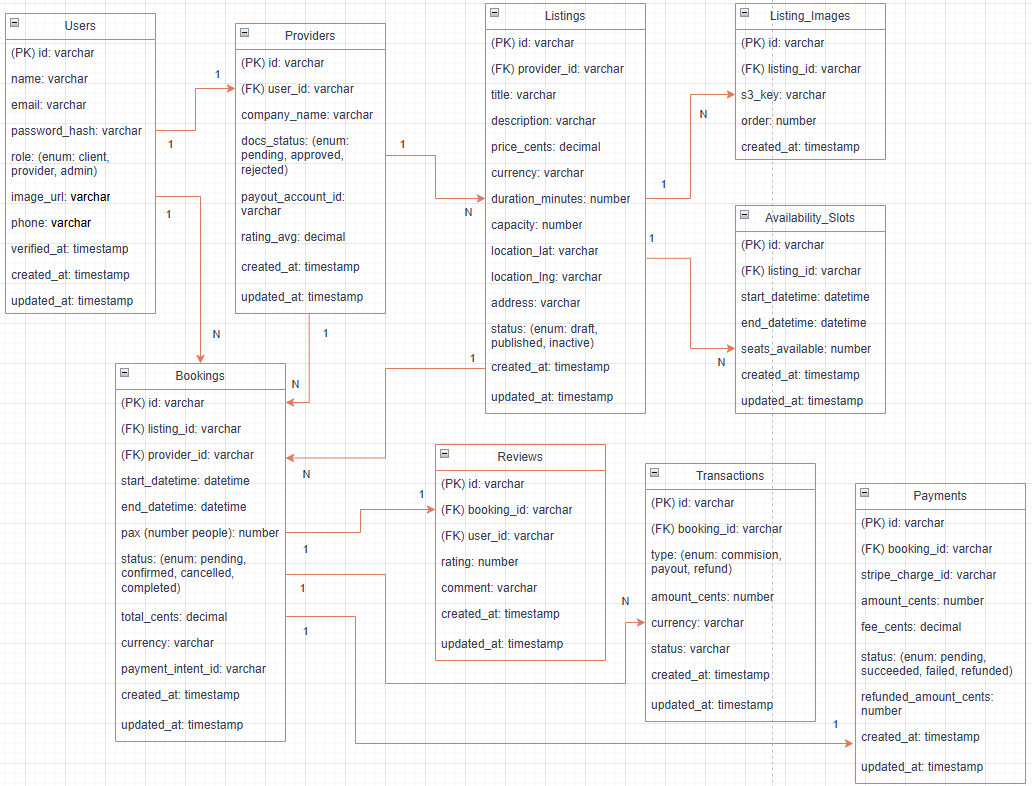 Users
(PK) id: varchar
name: varchar
email: varchar
password_hash: varchar
role: (enum: client,
provider, admin)
image_url: varchar
phone: varchar
verified_at: timestamp
created_at: timestamp
updated_at: timestamp
1
1
1
N
Providers
(PK) id: varchar
(FK) user_id: varchar
company_name: varchar
docs_status: (enum:
pending, approved,
rejected)
payout_account_id:
varchar
rating_avg: decimal
created_at: timestamp
updated_at: timestamp
1
N
1
N
Listings
(PK) id: varchar
(FK) provider_id: varchar
title: varchar
description: varchar
price_cents: decimal
currency: varchar
duration_minutes: number
capacity: number
location_lat: varchar
location_lng: varchar
address: varchar
status: (enum: draft,
published, inactive)
created_at: timestamp
updated_at: timestamp
1
N
1
N
1
N
Listing_Images
(PK) id: varchar
(FK) listing_id: varchar
s3_key: varchar
order: number
created_at: timestamp
Availability_Slots
(PK) id: varchar
(FK) listing_id: varchar
start_datetime: datetime
end_datetime: datetime
seats_available: number
created_at: timestamp
updated_at: timestamp
Bookings
(PK) id: varchar
(FK) listing_id: varchar
(FK) provider_id: varchar
start_datetime: datetime
end_datetime: datetime
pax (number people): number
status: (enum: pending,
confirmed, cancelled,
completed)
total_cents: decimal
currency: varchar
payment_intent_id: varchar
created_at: timestamp
updated_at: timestamp
1
1
1
N
1
1
Reviews
(PK) id: varchar
(FK) booking_id: varchar
(FK) user_id: varchar
rating: number
comment: varchar
created_at: timestamp
updated_at: timestamp
Transactions
(PK) id: varchar
(FK) booking_id: varchar
type: (enum: commision,
payout, refund)
amount_cents: number
currency: varchar
status: varchar
created_at: timestamp
updated_at: timestamp
Payments
(PK) id: varchar
(FK) booking_id: varchar
stripe_charge_id: varchar
amount_cents: number
fee_cents: decimal
status: (enum: pending,
succeeded, failed, refunded)
refunded_amount_cents:
number
created_at: timestamp
updated_at: timestamp